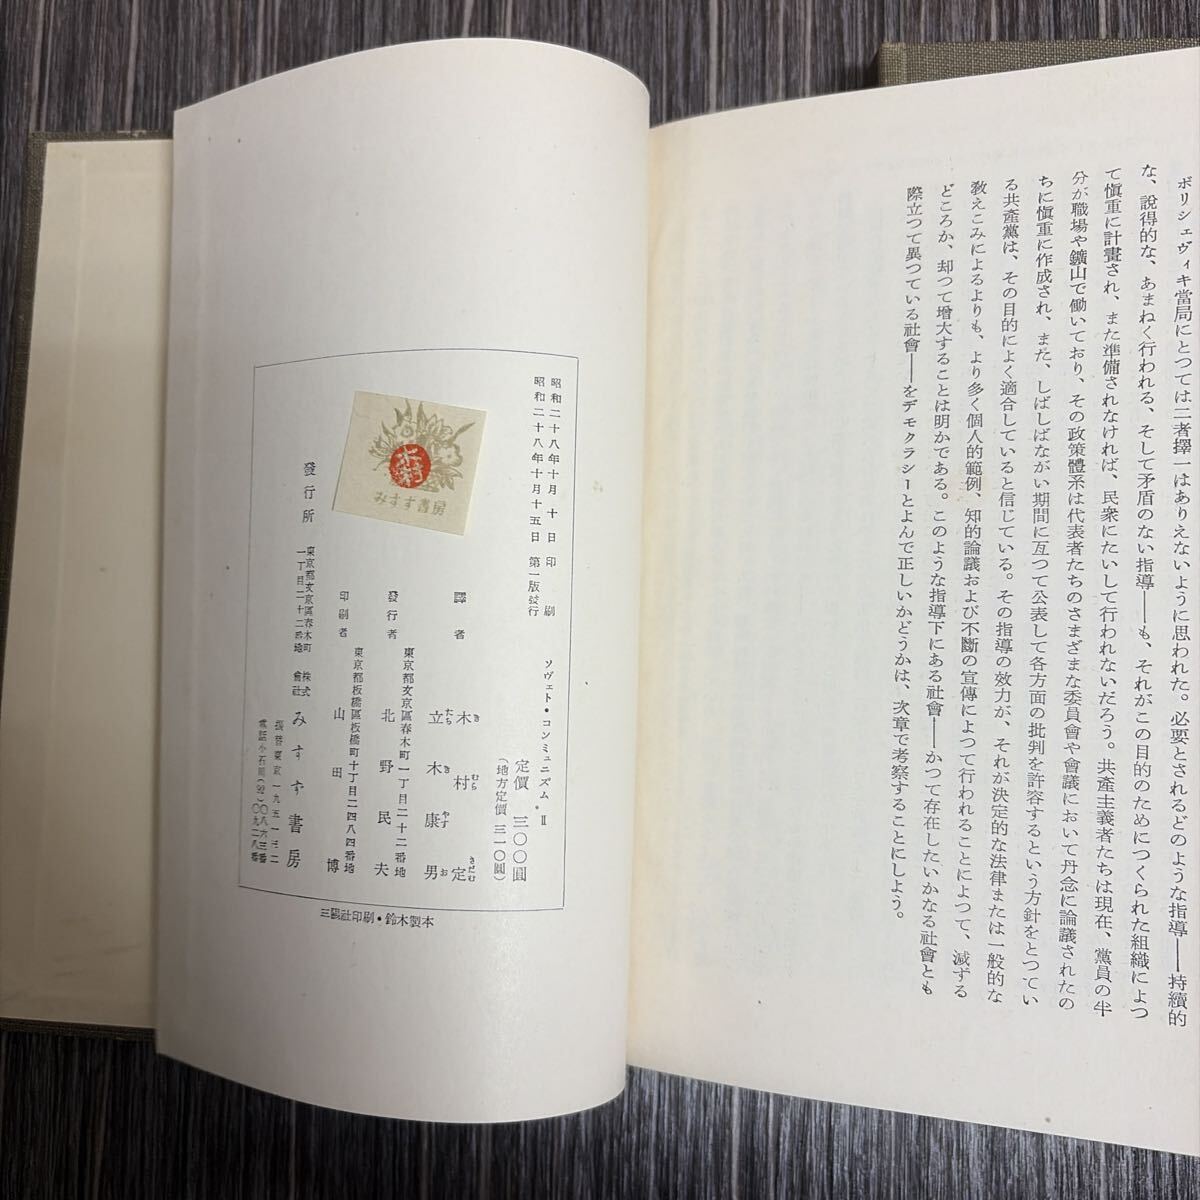 ボリシェヴィキ當局にとつては二者擇一はありえないように思われた。必要とされるどのような指導——持續的
な、說得的な、あまねく行われる、そして矛盾のない指導——も、それがこの目的のためにつくられた組織によつ
て愼重に計畫され、また準備されなければ、民衆にたいして行われないだろう。共產主義者たちは現在、黨員の半
分が職場や鑛山で働いており、その政策體系は代表者たちのさまざまな委員會や會議において丹念に論議されたの
ちに愼重に作成され、また、しばしばながい期間に亙つて公表して各方面の批判を許容するという方針をとつてい
る共產黨は、その目的によく適合していると信じている。その指導の效力が、それが決定的な法律または一般的な
敎えこみによるよりも、より多く個人的範例、知的論議および不斷の宣傳によつて行われることによつて、減ずる
どころか、却つて增大することは明かである。このような指導下にある社會——かつて存在したいかなる社會とも
際立つて異つている社會——をデモクラシーとよんで正しいかどうかは、次章で考察することにしよう。
昭和二十八年十月十日 印刷
昭和二十八年十月十五日 第一版發行
ソヴェト・コンミュニズム・Ⅱ
定價 三〇〇圓
(地方定價 三一〇圓)
譯者 木村定
立木康男
發行者 東京都文京區春木町一丁目二十二番地
北野民夫
印刷者 東京都板橋區板橋町十丁目二四八四番地
山田博
發行所 東京都文京區春木町一丁目二十二番地 株式會社 みすず書房
振替東京一九五一三二
電話小石川(92)〇八六三番
〇九二八番
木村
みすず書房
三鷗社印刷・鈴木製本